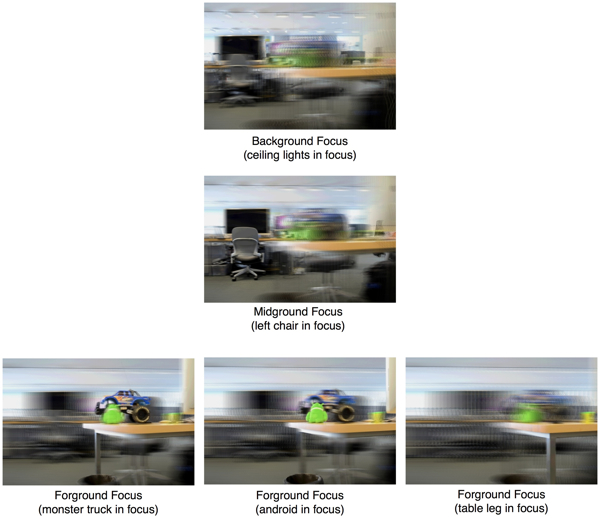 Background Focus
(ceiling lights in focus)
Midground Focus
(left chair in focus)
Forground Focus
(monster truck in focus)
Forground Focus
(android in focus)
Forground Focus
(table leg in focus)